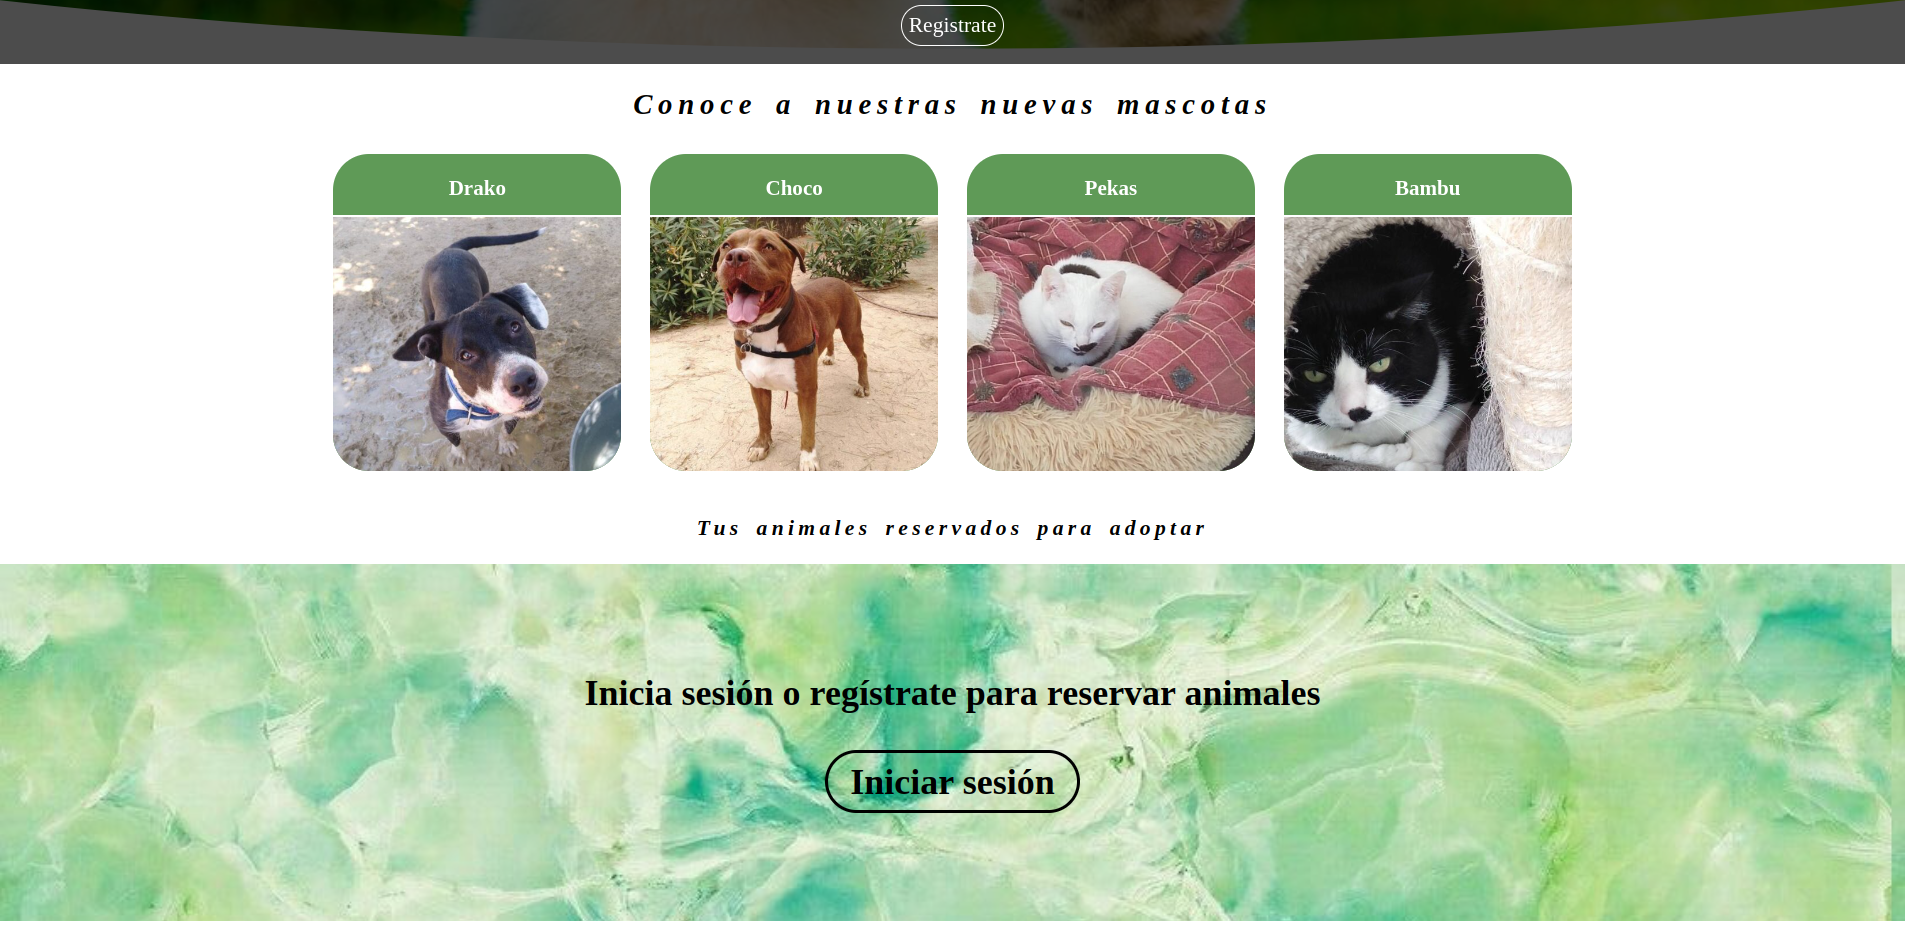 Registrate
Conoce a nuestras nuevas mascotas
Drako
Choco
Pekas
Bambu
Tus animales reservados para adoptar
Inicia sesión o regístrate para reservar animales
Iniciar sesión